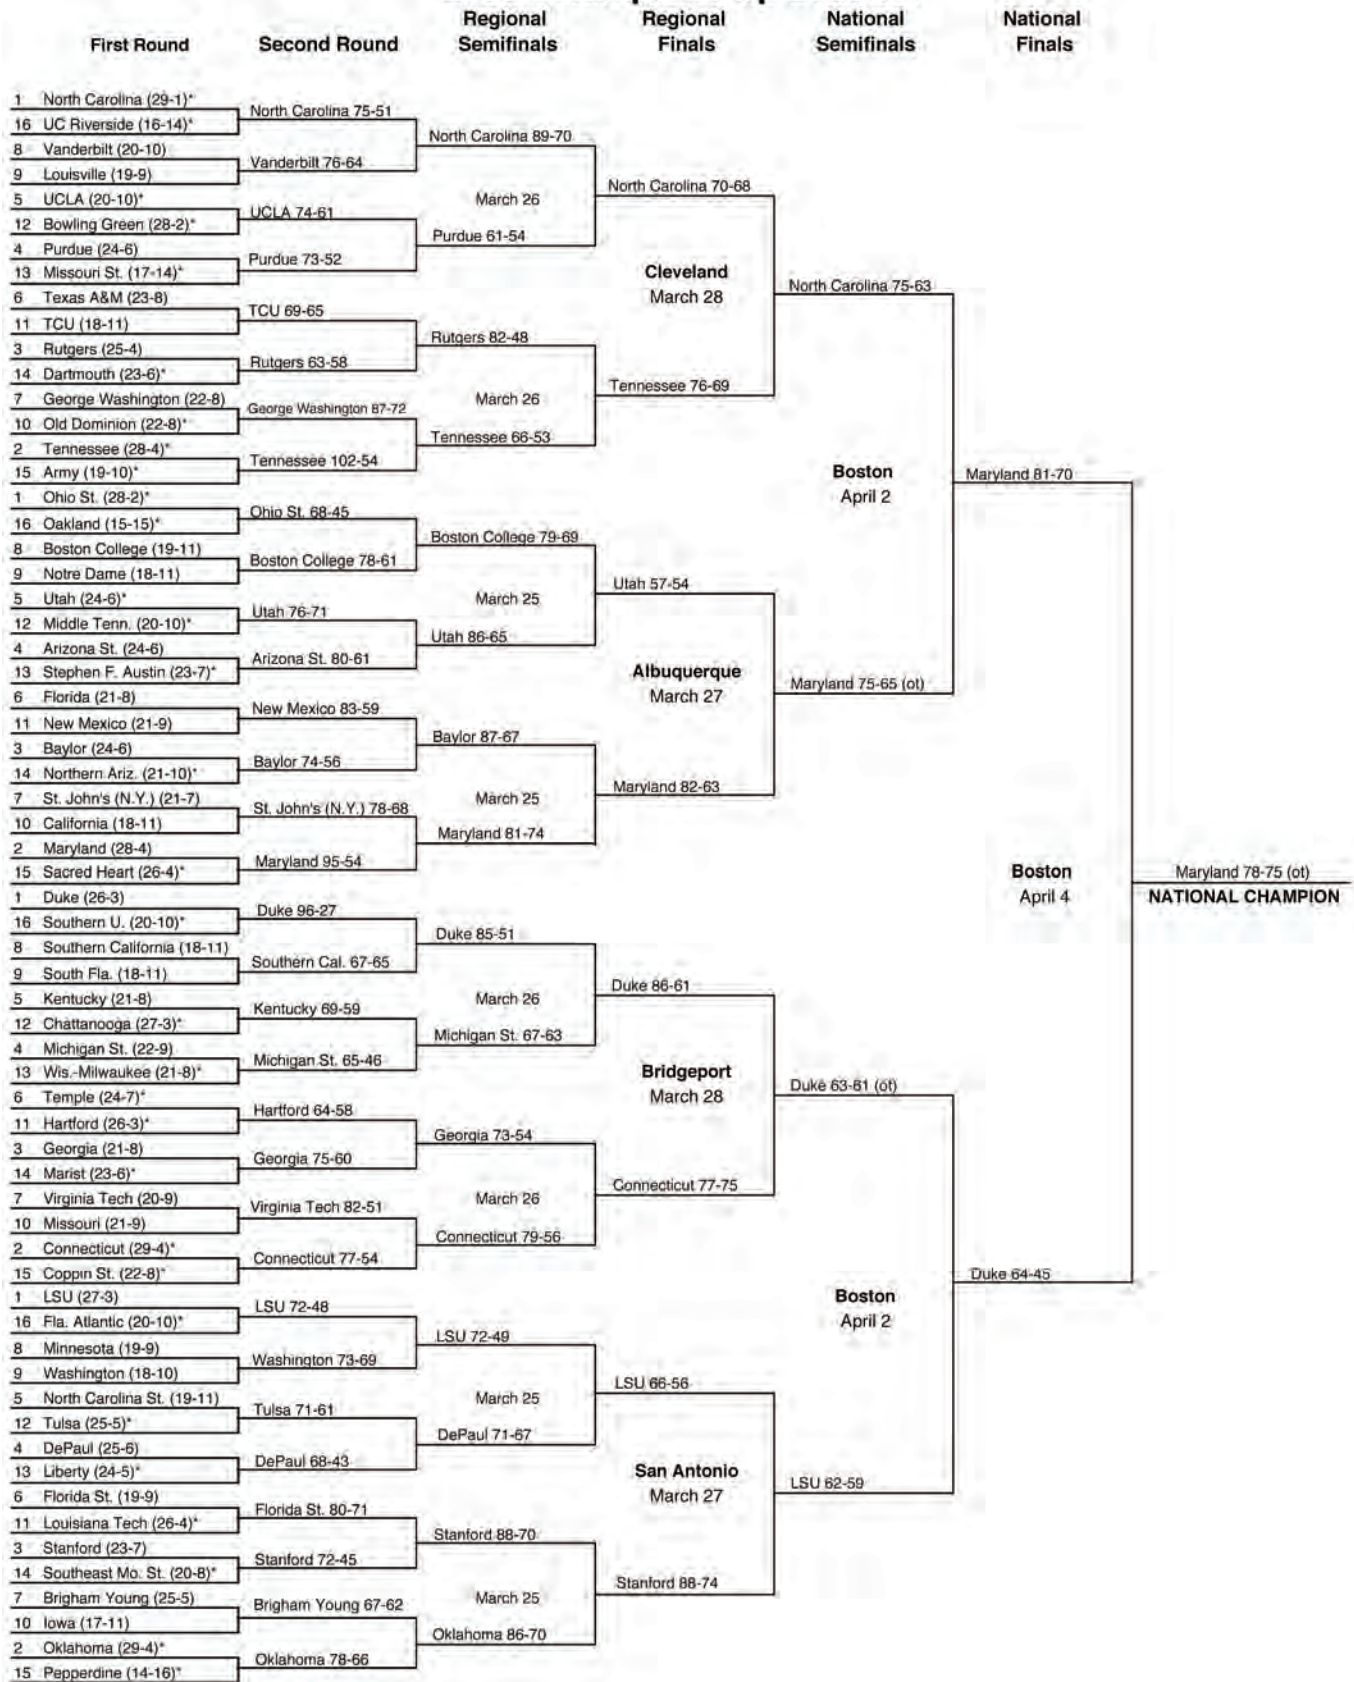 Regional Regional National National
First Round Second Round Semifinals Finals Semifinals Finals
1 North Carolina (29-1)*
North Carolina 75-51
16 UC Riverside (16-14)*
North Carolina 89-70
8 Vanderbilt (20-10)
Vanderbilt 76-64
9 Louisville (19-9)
North Carolina 70-68
5 UCLA (20-10)*
March 26
UCLA 74-61
12 Bowling Green (28-2)*
Purdue 61-54
4 Purdue (24-6)
Purdue 73-52
13 Missouri St. (17-14)*
Cleveland
March 28
North Carolina 75-63
6 Texas A&M (23-8)
TCU 69-65
11 TCU (18-11)
Rutgers 82-48
3 Rutgers (25-4)
Rutgers 63-58
14 Dartmouth (23-6)*
Tennessee 76-69
7 George Washington (22-8)
March 26
George Washington 87-72
10 Old Dominion (22-8)*
Tennessee 66-53
2 Tennessee (28-4)*
Tennessee 102-54
15 Army (19-10)*
Boston
April 2
Maryland 81-70
1 Ohio St. (28-2)*
Ohio St. 68-45
16 Oakland (15-15)*
Boston College 79-69
8 Boston College (19-11)
Boston College 78-61
9 Notre Dame (18-11)
Utah 57-54
5 Utah (24-6)*
March 25
Utah 76-71
12 Middle Tenn. (20-10)*
Utah 86-65
4 Arizona St. (24-6)
Arizona St. 80-61
13 Stephen F. Austin (23-7)*
Albuquerque
March 27
Maryland 75-65 (ot)
6 Florida (21-8)
New Mexico 83-59
11 New Mexico (21-9)
Baylor 87-67
3 Baylor (24-6)
Baylor 74-56
14 Northern Ariz. (21-10)*
Maryland 82-63
7 St. John's (N.Y.) (21-7)
March 25
St. John's (N.Y.) 78-68
10 California (18-11)
Maryland 81-74
2 Maryland (28-4)
Maryland 95-54
15 Sacred Heart (26-4)*
Boston
April 4
Maryland 78-75 (ot)
NATIONAL CHAMPION
1 Duke (26-3)
Duke 96-27
16 Southern U. (20-10)*
Duke 85-51
8 Southern California (18-11)
Southern Cal. 67-65
9 South Fla. (18-11)
Duke 86-61
5 Kentucky (21-8)
March 26
Kentucky 69-59
12 Chattanooga (27-3)*
Michigan St. 67-63
4 Michigan St. (22-9)
Michigan St. 65-46
13 Wis.-Milwaukee (21-8)*
Bridgeport
March 28
Duke 63-61 (ot)
6 Temple (24-7)*
Hartford 64-58
11 Hartford (26-3)*
Georgia 73-54
3 Georgia (21-8)
Georgia 75-60
14 Marist (23-6)*
Connecticut 77-75
7 Virginia Tech (20-9)
March 26
Virginia Tech 82-51
10 Missouri (21-9)
Connecticut 79-56
2 Connecticut (29-4)*
Connecticut 77-54
15 Coppin St. (22-8)*
Boston
April 2
Duke 64-45
1 LSU (27-3)
LSU 72-48
16 Fla. Atlantic (20-10)*
LSU 72-49
8 Minnesota (19-9)
Washington 73-69
9 Washington (18-10)
LSU 66-56
5 North Carolina St. (19-11)
March 25
Tulsa 71-61
12 Tulsa (25-5)*
DePaul 71-67
4 DePaul (25-6)
DePaul 68-43
13 Liberty (24-5)*
San Antonio
March 27
LSU 62-59
6 Florida St. (19-9)
Florida St. 80-71
11 Louisiana Tech (26-4)*
Stanford 88-70
3 Stanford (23-7)
Stanford 72-45
14 Southeast Mo. St. (20-8)*
Stanford 88-74
7 Brigham Young (25-5)
March 25
Brigham Young 67-62
10 Iowa (17-11)
Oklahoma 86-70
2 Oklahoma (29-4)*
Oklahoma 78-66
15 Pepperdine (14-16)*